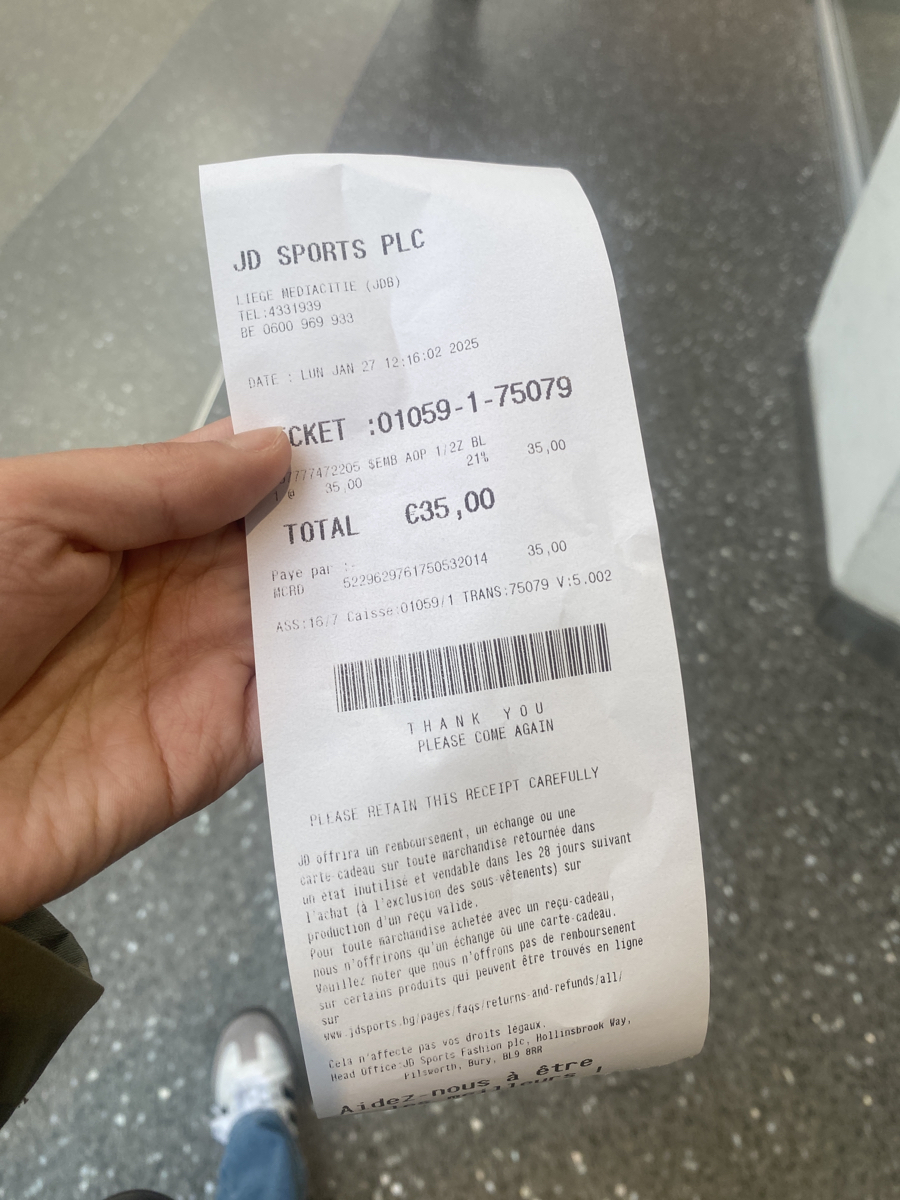 JD SPORTS PLC
LIEGE MEDIACITIE (JDB)
TEL:4331939
BE 0600 969 933
DATE : LUN JAN 27 12:16:02 2025
CKET :01059-1-75079
7777472205 $EMB AOP 1/2Z BL 35,00
@ 35,00 21%
TOTAL €35,00
Paye par :-
MCRD 5229629761750532014 35,00
ASS:16/7 Caisse:01059/1 TRANS:75079 V:5.002
THANK YOU
PLEASE COME AGAIN
PLEASE RETAIN THIS RECEIPT CAREFULLY
JD offrira un remboursement, un échange ou une
carte-cadeau sur toute marchandise retournée dans
un état inutilisé et vendable dans les 28 jours suivant
l'achat (à l'exclusion des sous-vêtements) sur
production d'un reçu valide.
Pour toute marchandise achetée avec un reçu-cadeau,
nous n'offrirons qu'un échange ou une carte-cadeau.
Veuillez noter que nous n'offrons pas de remboursement
sur certains produits qui peuvent être trouvés en ligne
sur
www.jdsports.bg/pages/faqs/returns-and-refunds/all/
Cela n'affecte pas vos droits légaux.
Head Office:JD Sports Fashion plc, Hollinsbrook Way,
Pilsworth, Bury, BL9 8RR
Aidez-nous à être